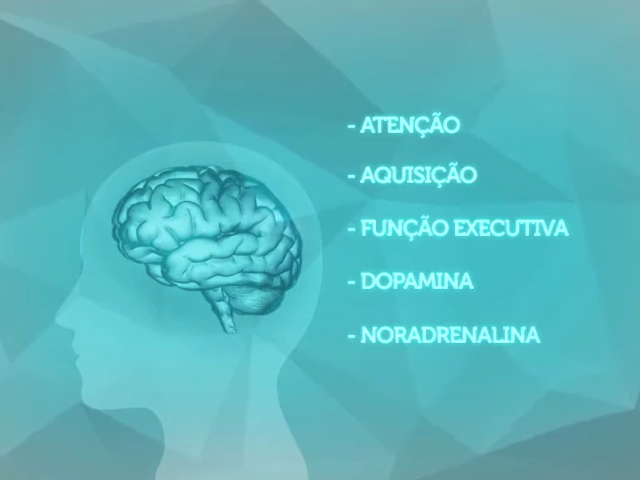 - ATENÇÃO
- AQUISIÇÃO
- FUNÇÃO EXECUTIVA
- DOPAMINA
- NORADRENALINA